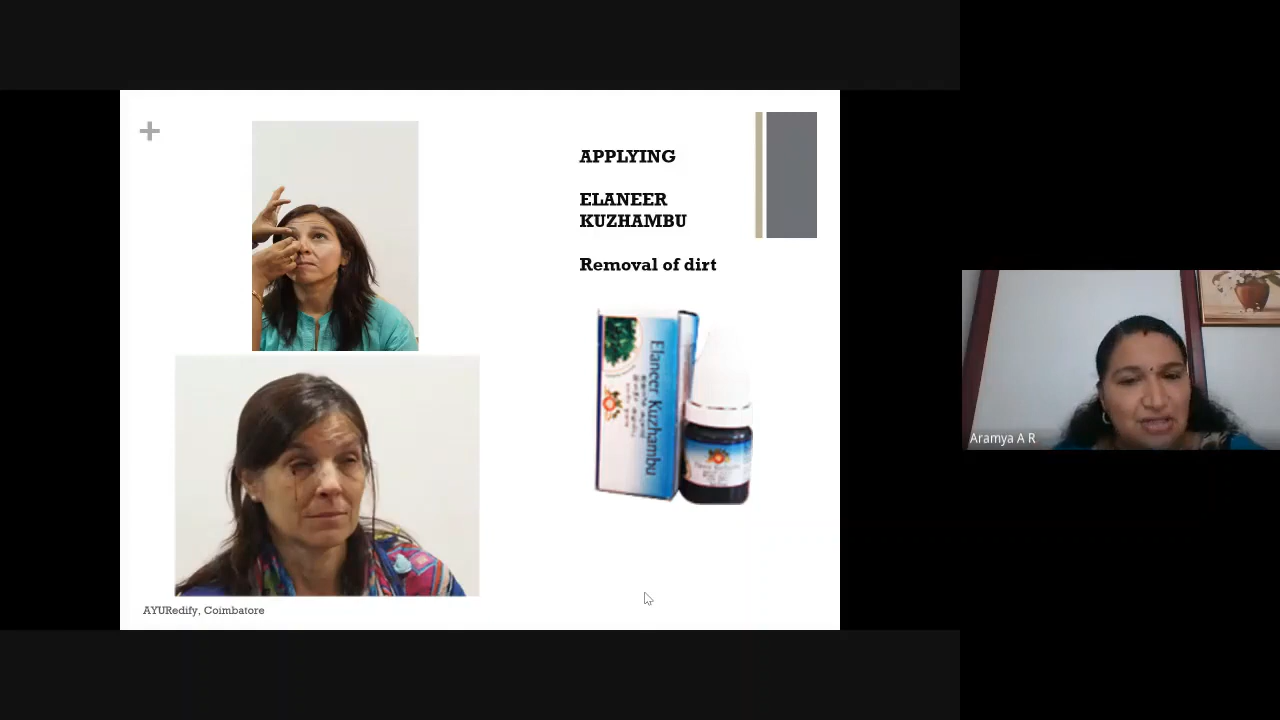 APPLYING
ELANEER
KUZHAMBU
Removal of dirt
Elaneer Kuzhambu
AYURedify, Coimbatore
Aramya A R